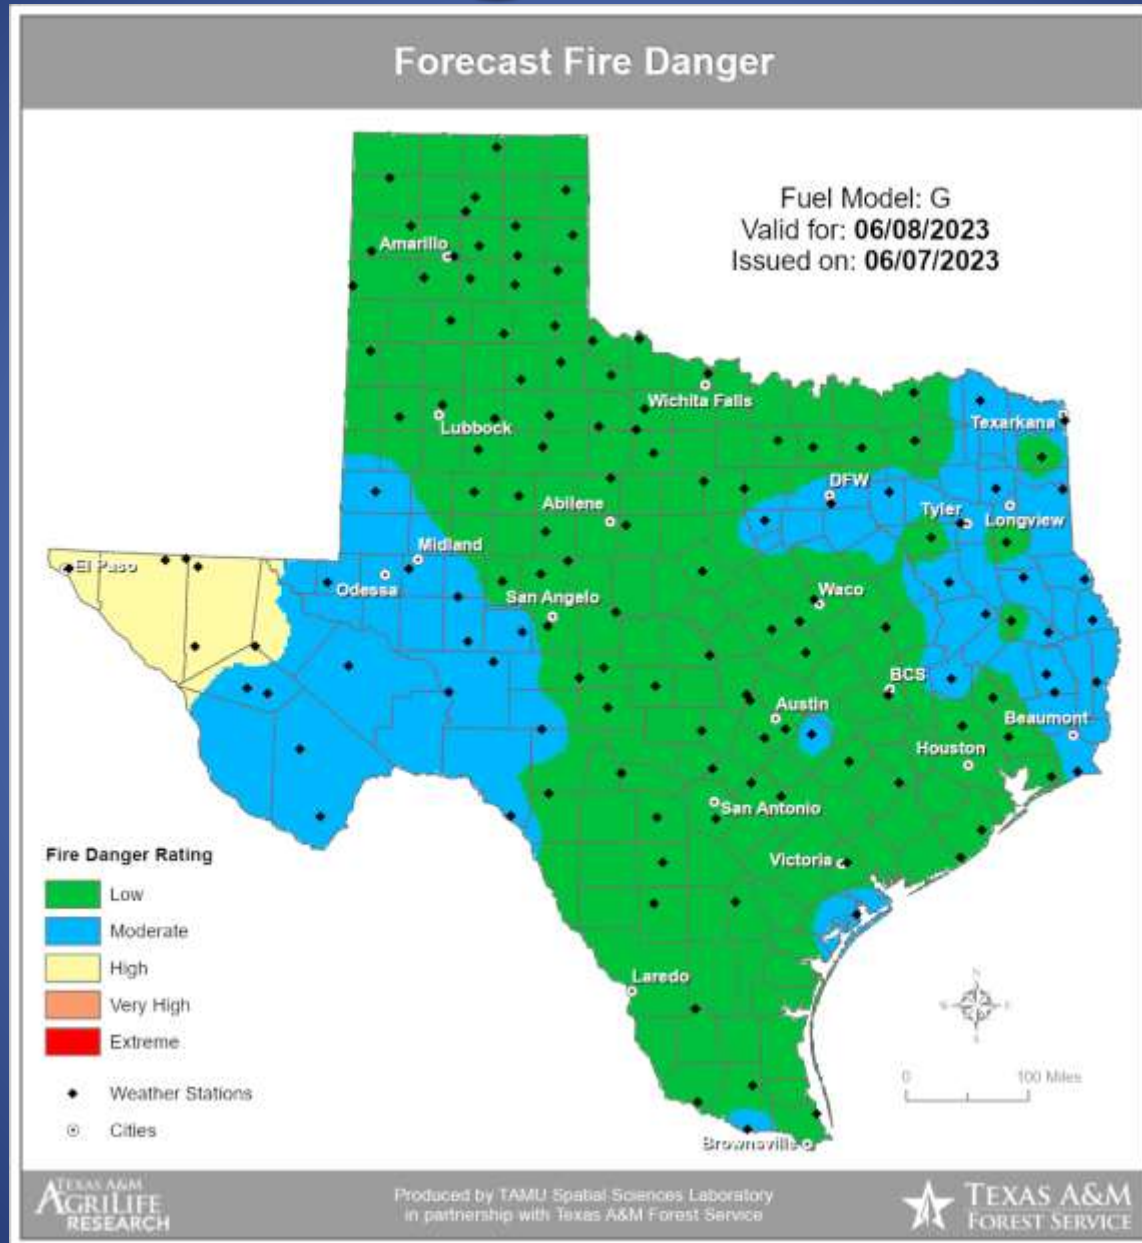 Forecast Fire Danger
Fuel Model: G
Valid for: 06/08/2023
Issued on: 06/07/2023
Amarillo
Wichita Falls
Lubbock
Texarkana
DFW
Abilene
Tyler
Longview
Midland
El Paso
Odessa
San Angelo
Waco
BCS
Austin
Beaumont
Houston
San Antonio
Victoria
Laredo
Brownsville
Fire Danger Rating
Low
Moderate
High
Very High
Extreme
Weather Stations
Cities
N
W E
S
0 100 Miles
TEXAS A&M
AGRILIFE
RESEARCH
Produced by TAMU Spatial Sciences Laboratory
in partnership with Texas A&M Forest Service
TEXAS A&M
FOREST SERVICE